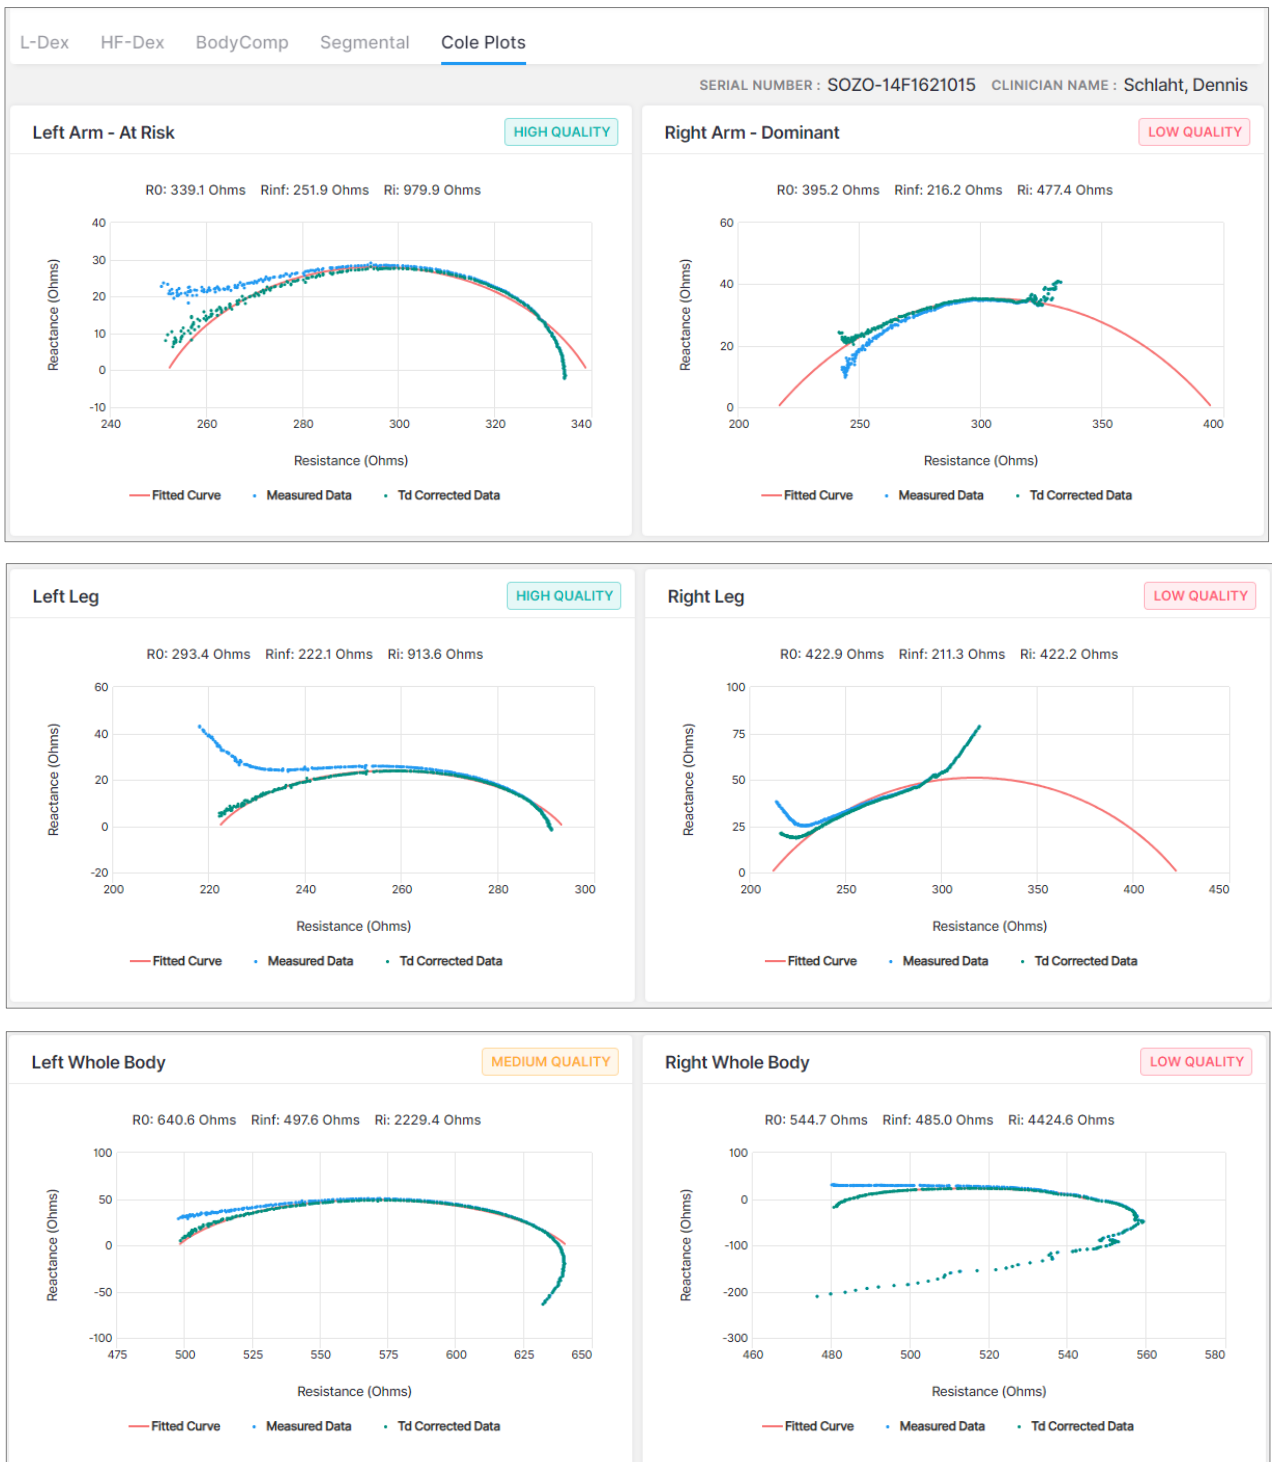 L-Dex HF-Dex BodyComp Segmental Cole Plots
SERIAL NUMBER : SOZO-14F1621015 CLINICIAN NAME : Schlaht, Dennis
Left Arm - At Risk HIGH QUALITY
R0: 339.1 Ohms Rinf: 251.9 Ohms Ri: 979.9 Ohms
40
30
20
10
0
-10
Reactance (Ohms)
240 260 280 300 320 340
Resistance (Ohms)
Fitted Curve Measured Data Td Corrected Data
Right Arm - Dominant LOW QUALITY
R0: 395.2 Ohms Rinf: 216.2 Ohms Ri: 477.4 Ohms
60
40
20
0
Reactance (Ohms)
200 250 300 350 400
Resistance (Ohms)
Fitted Curve Measured Data Td Corrected Data
Left Leg HIGH QUALITY
R0: 293.4 Ohms Rinf: 222.1 Ohms Ri: 913.6 Ohms
60
40
20
0
-20
Reactance (Ohms)
200 220 240 260 280 300
Resistance (Ohms)
Fitted Curve Measured Data Td Corrected Data
Right Leg LOW QUALITY
R0: 422.9 Ohms Rinf: 211.3 Ohms Ri: 422.2 Ohms
100
75
50
25
0
Reactance (Ohms)
200 250 300 350 400 450
Resistance (Ohms)
Fitted Curve Measured Data Td Corrected Data
Left Whole Body MEDIUM QUALITY
R0: 640.6 Ohms Rinf: 497.6 Ohms Ri: 2229.4 Ohms
100
50
0
-50
-100
Reactance (Ohms)
475 500 525 550 575 600 625 650
Resistance (Ohms)
Fitted Curve Measured Data Td Corrected Data
Right Whole Body LOW QUALITY
R0: 544.7 Ohms Rinf: 485.0 Ohms Ri: 4424.6 Ohms
100
0
-100
-200
-300
Reactance (Ohms)
460 480 500 520 540 560 580
Resistance (Ohms)
Fitted Curve Measured Data Td Corrected Data